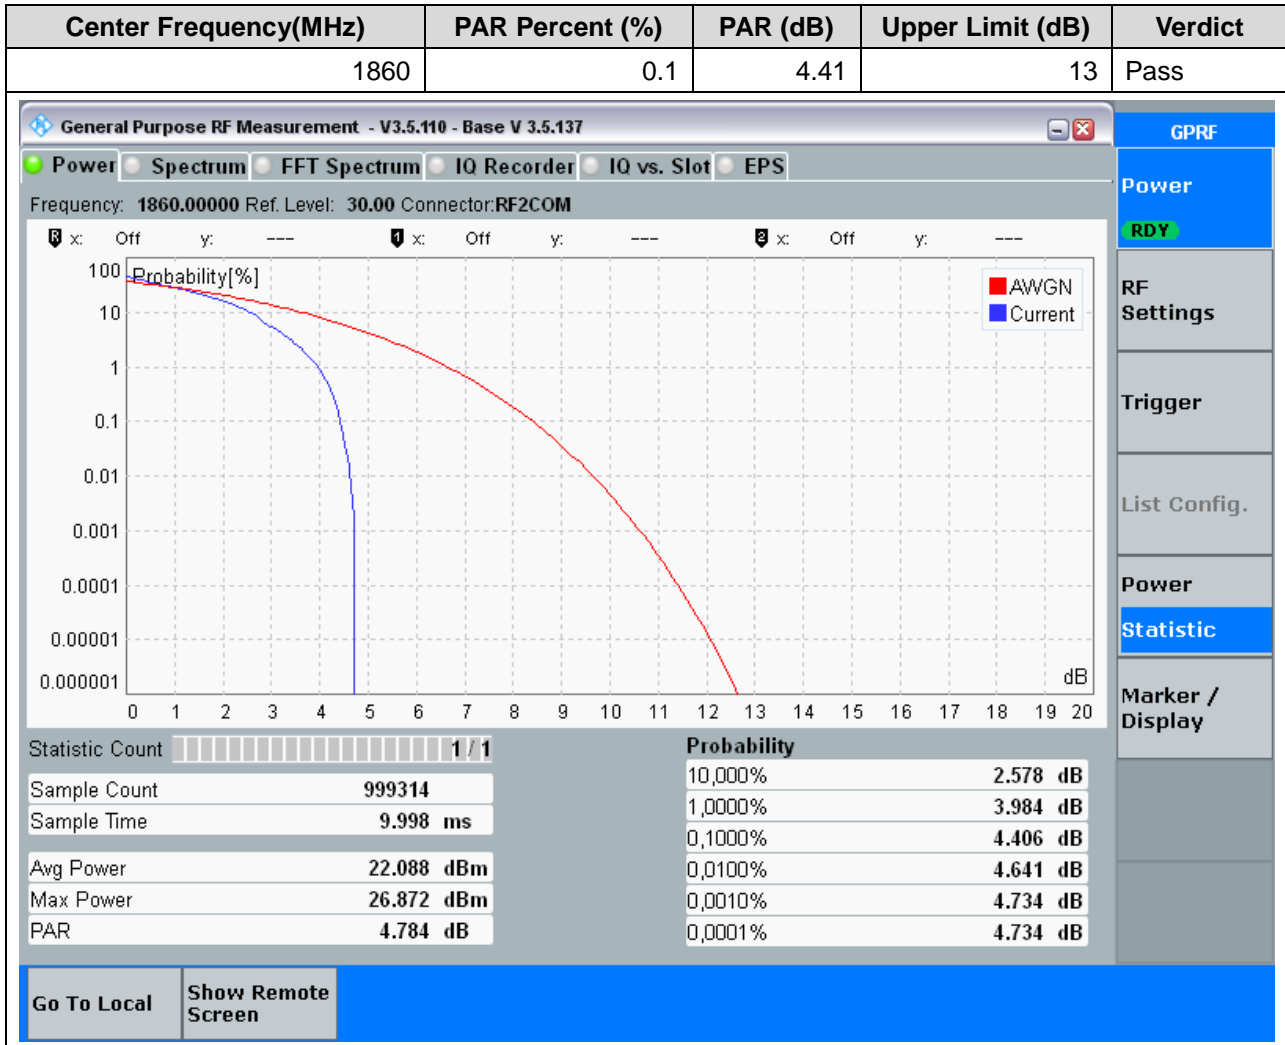 Center Frequency(MHz) PAR Percent (%) PAR (dB) Upper Limit (dB) Verdict
1860 0.1 4.41 13 Pass
General Purpose RF Measurement - V3.5.110 - Base V 3.5.137
GPRF
Power Spectrum FFT Spectrum IQ Recorder IQ vs. Slot EPS
Power
RDY
Frequency: 1860.00000 Ref. Level: 30.00 Connector:RF2COM
R x: Off y: --- 1 x: Off y: --- 2 x: Off y: ---
Probability[%]
AWGN
Current
100
10
1
0.1
0.01
0.001
0.0001
0.00001
0.000001
dB
0 1 2 3 4 5 6 7 8 9 10 11 12 13 14 15 16 17 18 19 20
RF
Settings
Trigger
List Config.
Power
Statistic
Marker /
Display
Statistic Count 1 / 1
Sample Count 999314
Sample Time 9.998 ms
Avg Power 22.088 dBm
Max Power 26.872 dBm
PAR 4.784 dB
Probability
10,000% 2.578 dB
1,0000% 3.984 dB
0,1000% 4.406 dB
0,0100% 4.641 dB
0,0010% 4.734 dB
0,0001% 4.734 dB
Go To Local
Show Remote
Screen